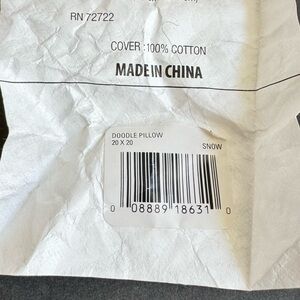 RN 72722
COVER :100% COTTON
MADE IN CHINA
DOODLE PILLOW
20 X 20 SNOW
0 08889 18631 0